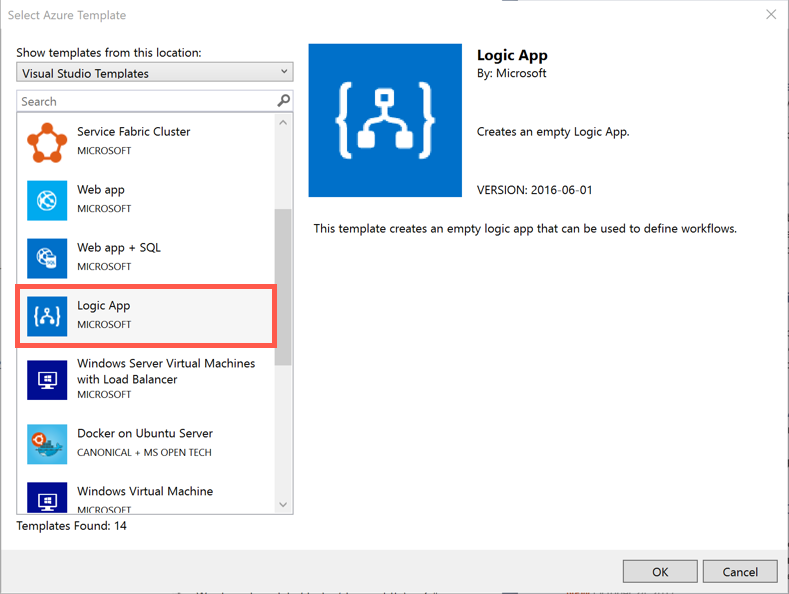 Select Azure Template
Show templates from this location:
Visual Studio Templates
Search
Service Fabric Cluster
MICROSOFT
Web app
MICROSOFT
Web app + SQL
MICROSOFT
Logic App
MICROSOFT
Windows Server Virtual Machines
with Load Balancer
MICROSOFT
Docker on Ubuntu Server
CANONICAL + MS OPEN TECH
Windows Virtual Machine
MICROSOFT
Templates Found: 14
Logic App
By: Microsoft
Creates an empty Logic App.
VERSION: 2016-06-01
This template creates an empty logic app that can be used to define workflows.
OK
Cancel